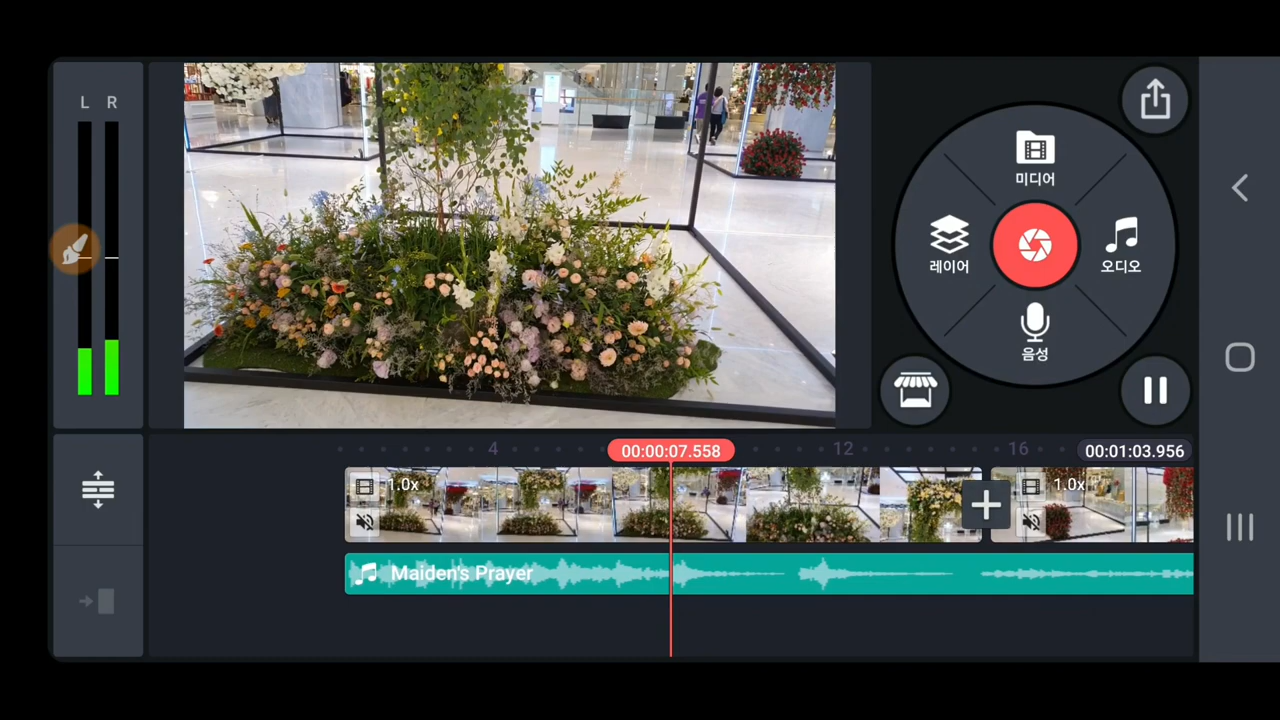 L R
미디어
레이어
오디오
음성
4
00:00:07.558
12
16
00:01:03.956
1.0x
1.0x
Maiden's Prayer